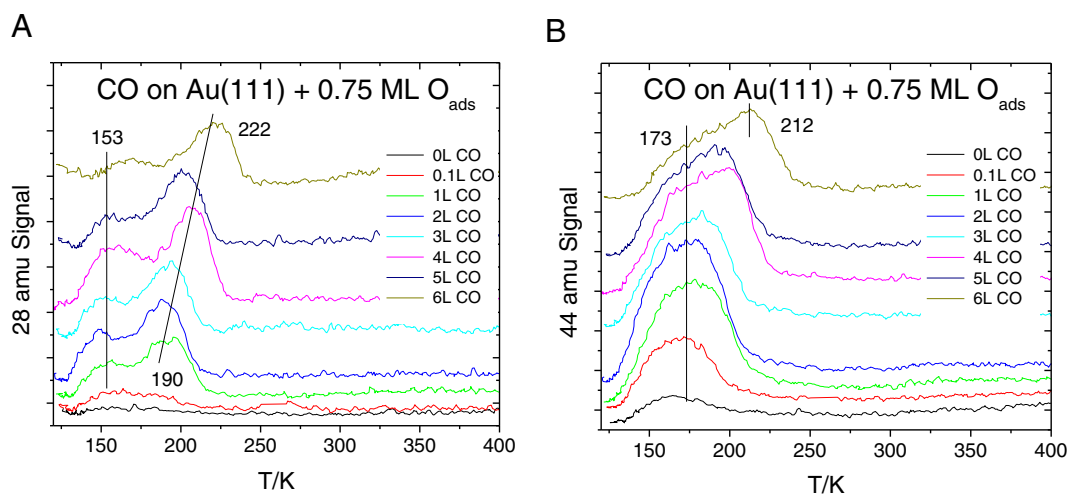 A
CO on Au(111) + 0.75 ML Oads
153
222
190
0L CO
0.1L CO
1L CO
2L CO
3L CO
4L CO
5L CO
6L CO
28 amu Signal
150 200 250 300 350 400
T/K
B
CO on Au(111) + 0.75 ML Oads
173
212
0L CO
0.1L CO
1L CO
2L CO
3L CO
4L CO
5L CO
6L CO
44 amu Signal
150 200 250 300 350 400
T/K